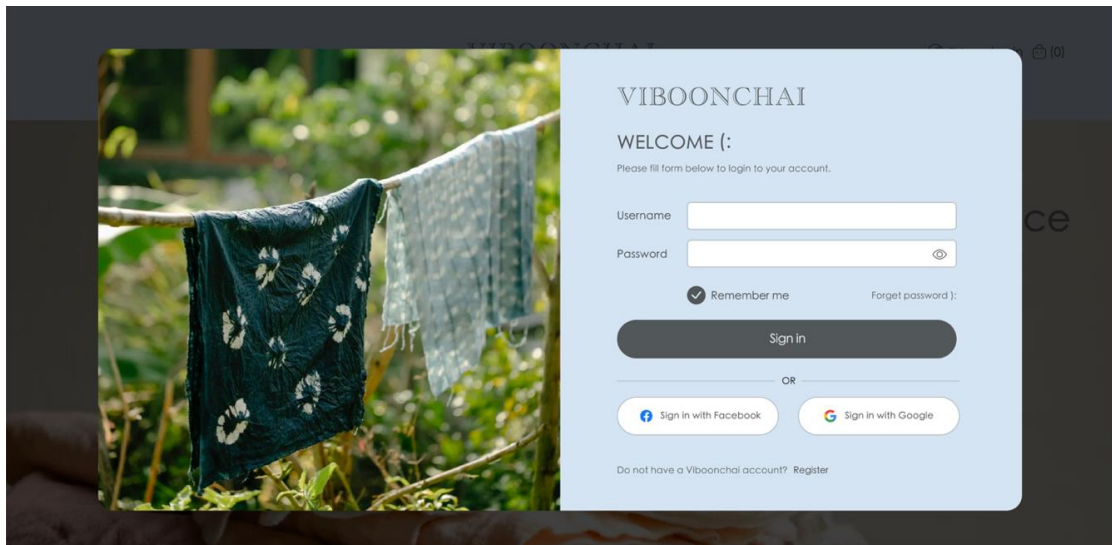 (0)
VIBOONCHAI
WELCOME (:
Please fill form below to login to your account.
Username
Password
Remember me
Forget password ):
Sign in
OR
Sign in with Facebook
Sign in with Google
Do not have a Viboonchai account? Register